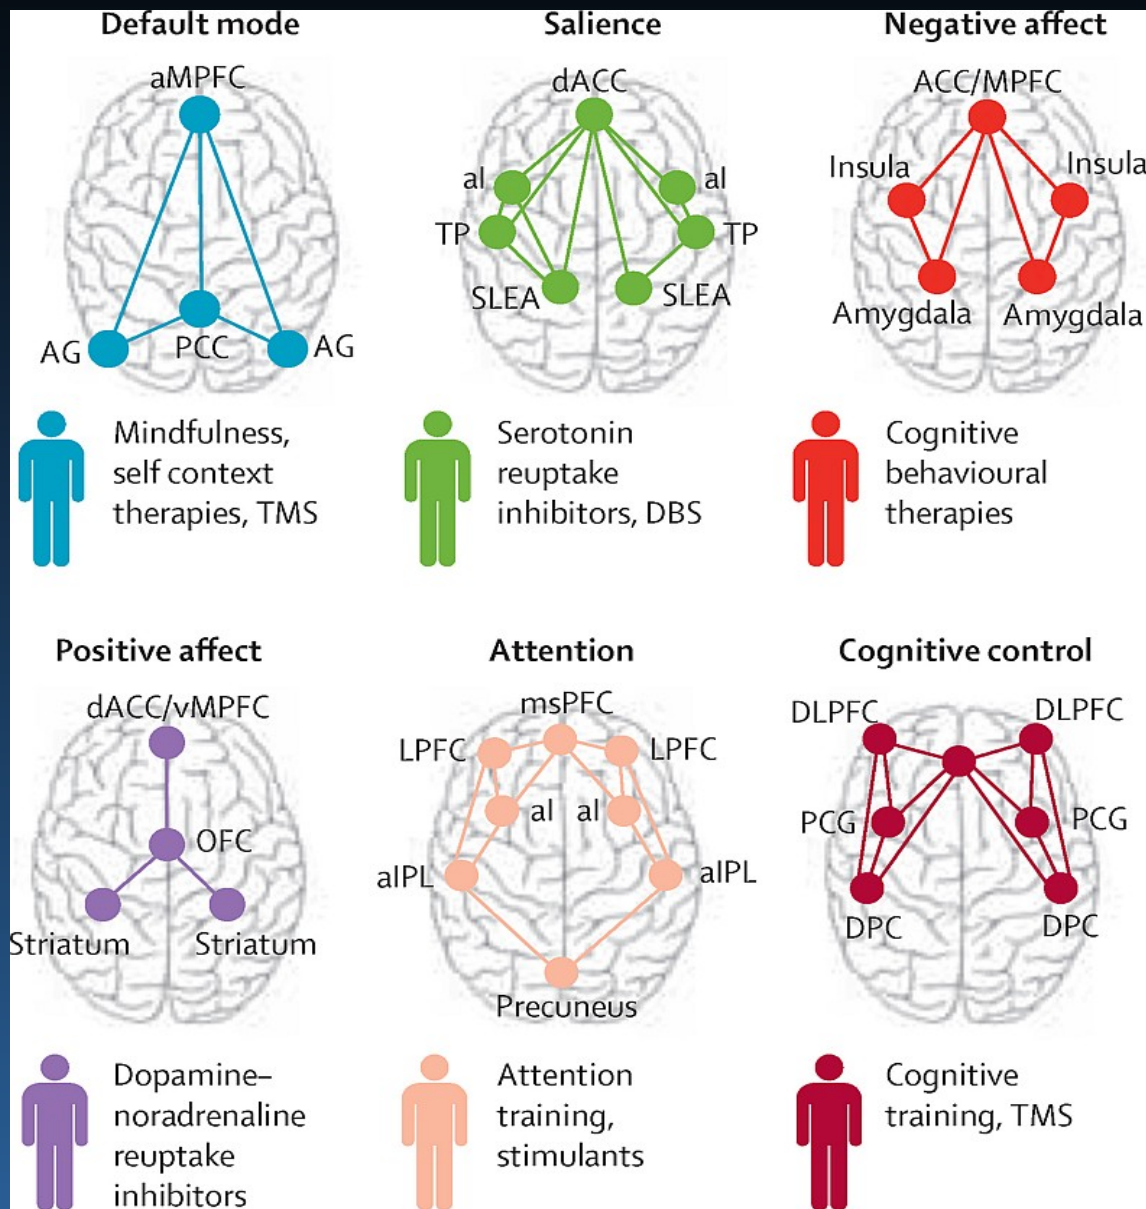 Default mode
Salience
Negative affect
aMPFC
dACC
ACC/MPFC
aI
aI
Insula
Insula
TP
TP
SLEA
SLEA
Amygdala
Amygdala
AG
PCC
AG
Mindfulness,
self context
therapies, TMS
Serotonin
reuptake
inhibitors, DBS
Cognitive
behavioural
therapies
Positive affect
Attention
Cognitive control
dACC/vMPFC
OFC
Striatum
Striatum
msPFC
LPFC
LPFC
aI
aI
aIPL
aIPL
Precuneus
DLPFC
DLPFC
PCG
PCG
DPC
DPC
Dopamine–
noradrenaline
reuptake
inhibitors
Attention
training,
stimulants
Cognitive
training, TMS